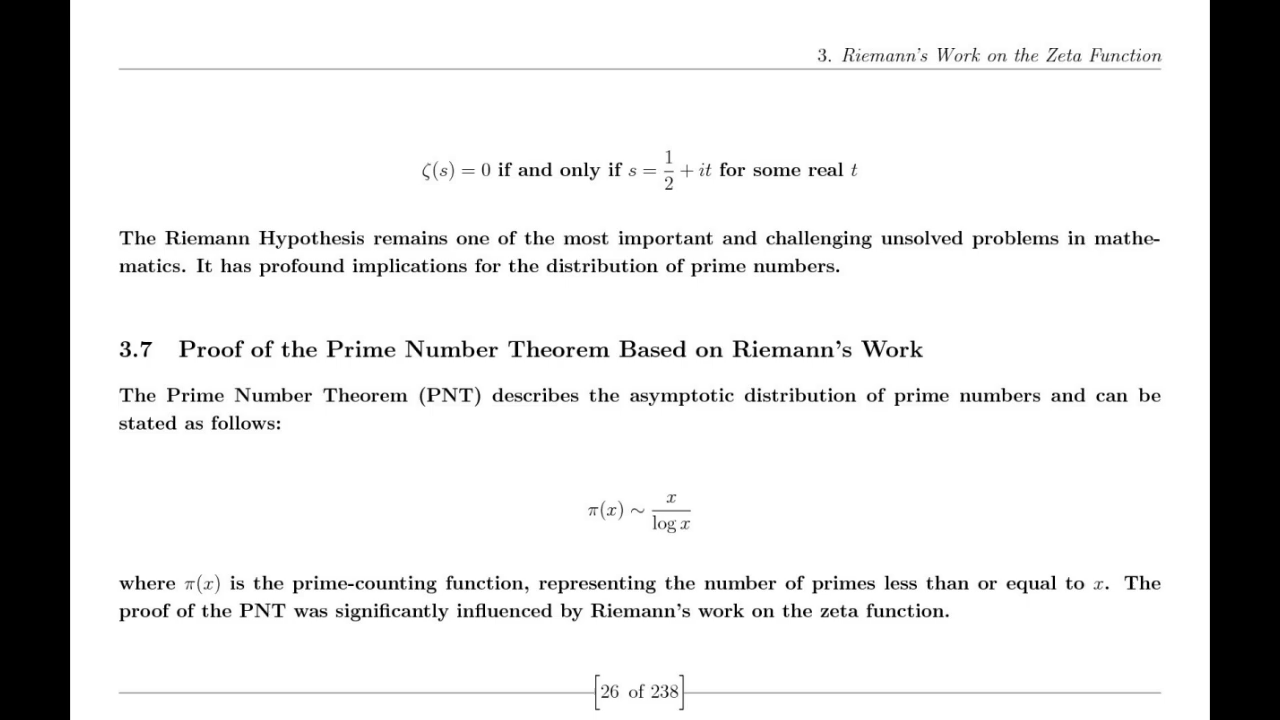 3. Riemann's Work on the Zeta Function
ζ(s) = 0 if and only if s = 1/2 + it for some real t
The Riemann Hypothesis remains one of the most important and challenging unsolved problems in mathe-
matics. It has profound implications for the distribution of prime numbers.
3.7 Proof of the Prime Number Theorem Based on Riemann's Work
The Prime Number Theorem (PNT) describes the asymptotic distribution of prime numbers and can be
stated as follows:
π(x) ∼ x/log x
where π(x) is the prime-counting function, representing the number of primes less than or equal to x. The
proof of the PNT was significantly influenced by Riemann's work on the zeta function.
[26 of 238]